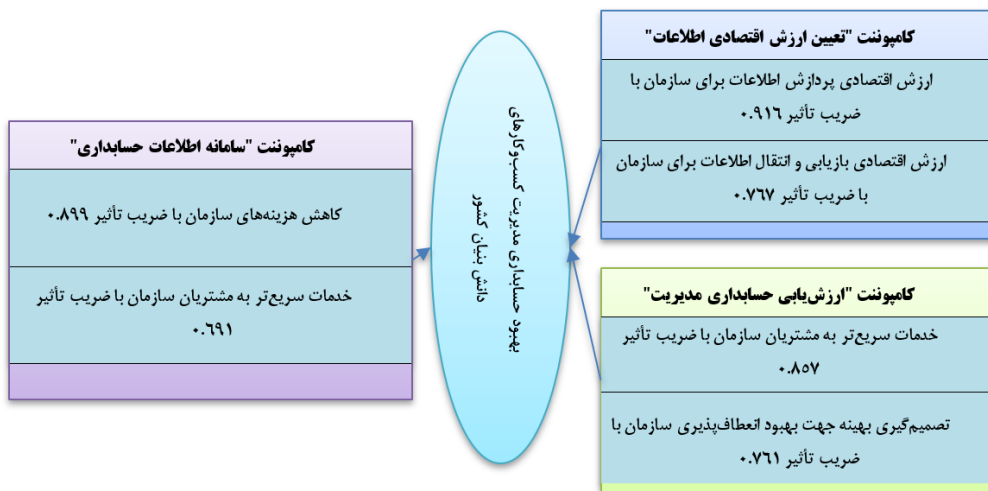 کامپوننت "تعیین ارزش اقتصادی اطلاعات"
ارزش اقتصادی پردازش اطلاعات برای سازمان با
ضریب تأثیر ۰.۹۱۶
ارزش اقتصادی بازیابی و انتقال اطلاعات برای سازمان
با ضریب تأثیر ۰.۷۶۷
کامپوننت "ارزش‌یابی حسابداری مدیریت"
خدمات سریع‌تر به مشتریان سازمان با ضریب تأثیر
۰.۸۵۷
تصمیم‌گیری بهینه جهت بهبود انعطاف‌پذیری سازمان با
ضریب تأثیر ۰.۷۶۱
بهبود حسابداری مدیریت کسب‌وکارهای
دانش بنیان کشور
کامپوننت "سامانه اطلاعات حسابداری"
کاهش هزینه‌های سازمان با ضریب تأثیر ۰.۸۹۹
خدمات سریع‌تر به مشتریان سازمان با ضریب تأثیر
۰.۶۹۱